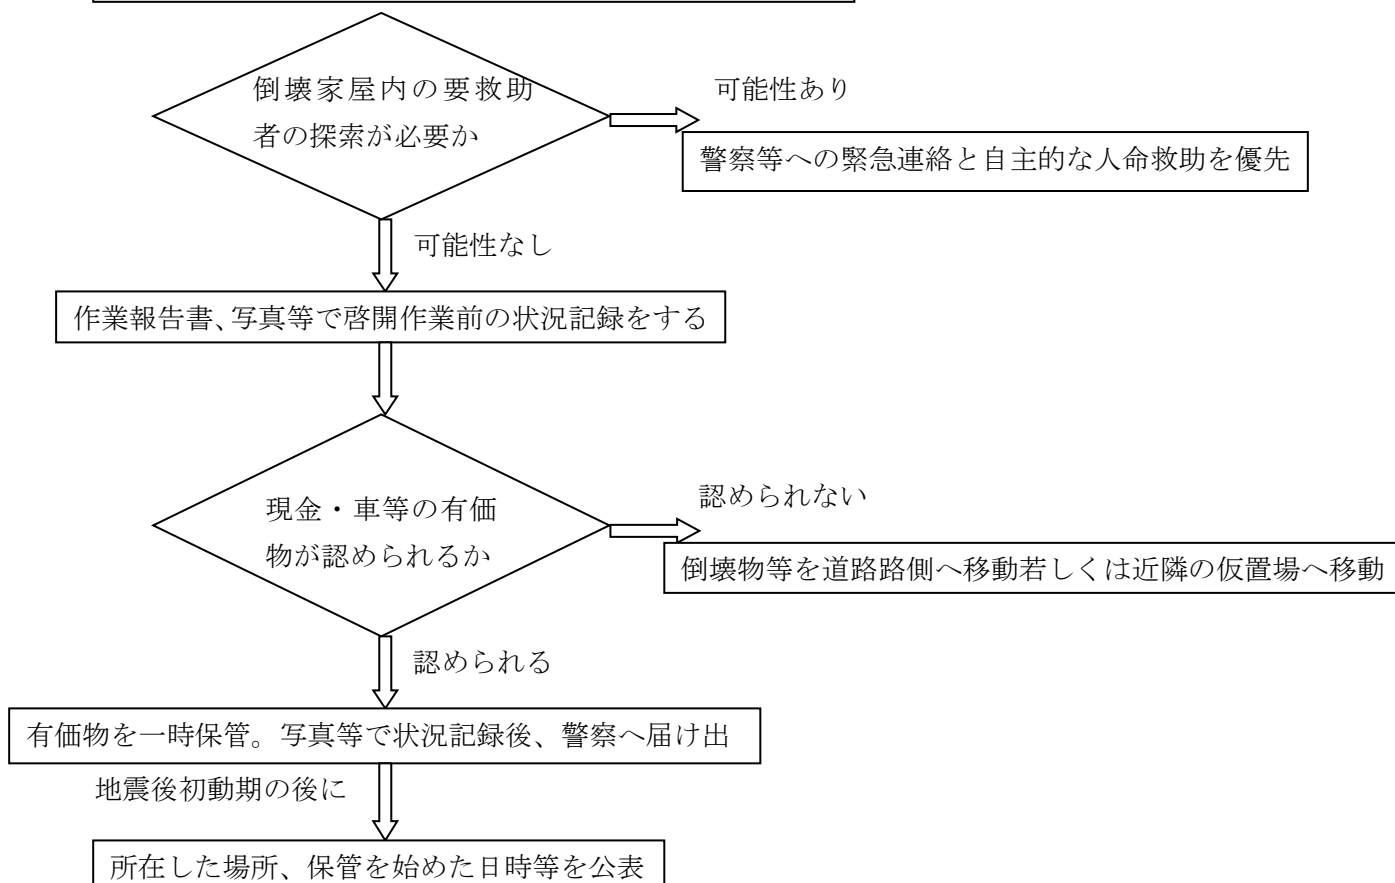 倒壊家屋内の要救助
者の探索が必要か
可能性あり
警察等への緊急連絡と自主的な人命救助を優先
可能性なし
作業報告書、写真等で啓開作業前の状況記録をする
現金・車等の有価
物が認められるか
認められない
倒壊物等を道路路側へ移動若しくは近隣の仮置場へ移動
認められる
有価物を一時保管。写真等で状況記録後、警察へ届け出
地震後初動期の後に
所在した場所、保管を始めた日時等を公表